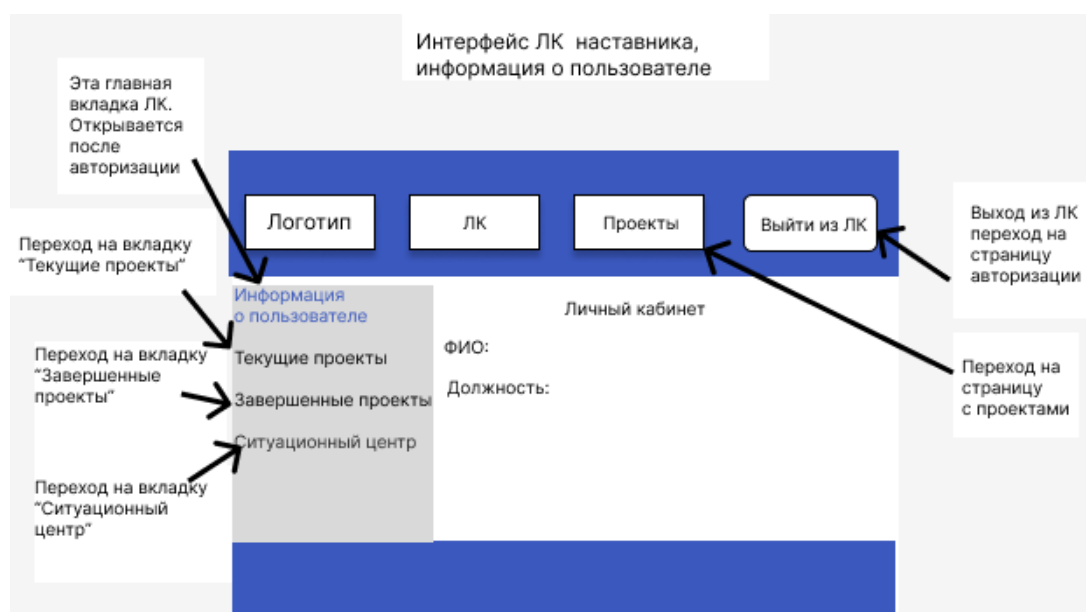 Интерфейс ЛК наставника,
информация о пользователе
Эта главная
вкладка ЛК.
Открывается
после
авторизации
Логотип
ЛК
Проекты
Выйти из ЛК
Выход из ЛК
переход на
страницу
авторизации
Переход на вкладку
“Текущие проекты”
Информация
о пользователе
Личный кабинет
Текущие проекты
ФИО:
Переход на вкладку
“Завершенные
проекты”
Завершенные проекты
Должность:
Переход на
страницу
с проектами
Ситуационный центр
Переход на вкладку
“Ситуационный
центр”